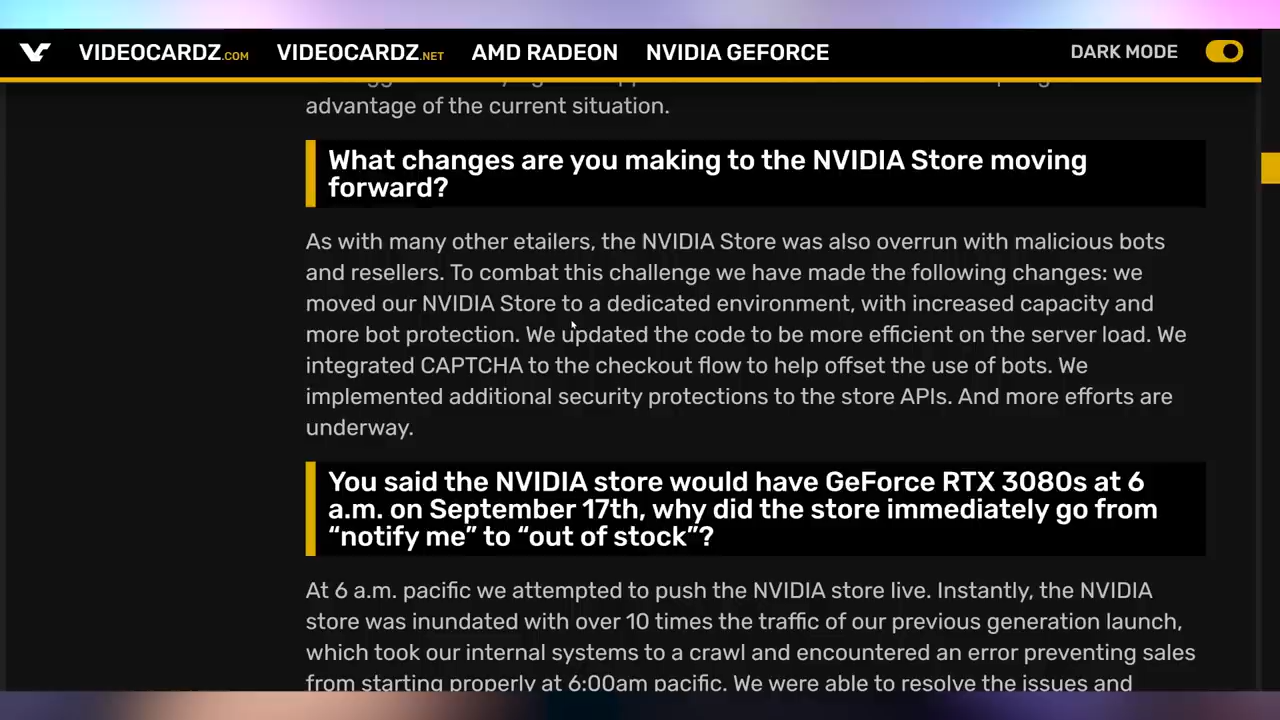 VIDEOCARDZ.COM VIDEOCARDZ.NET AMD RADEON NVIDIA GEFORCE DARK MODE
advantage of the current situation.
What changes are you making to the NVIDIA Store moving
forward?
As with many other etailers, the NVIDIA Store was also overrun with malicious bots
and resellers. To combat this challenge we have made the following changes: we
moved our NVIDIA Store to a dedicated environment, with increased capacity and
more bot protection. We updated the code to be more efficient on the server load. We
integrated CAPTCHA to the checkout flow to help offset the use of bots. We
implemented additional security protections to the store APIs. And more efforts are
underway.
You said the NVIDIA store would have GeForce RTX 3080s at 6
a.m. on September 17th, why did the store immediately go from
“notify me” to “out of stock”?
At 6 a.m. pacific we attempted to push the NVIDIA store live. Instantly, the NVIDIA
store was inundated with over 10 times the traffic of our previous generation launch,
which took our internal systems to a crawl and encountered an error preventing sales
from starting properly at 6:00am pacific. We were able to resolve the issues and